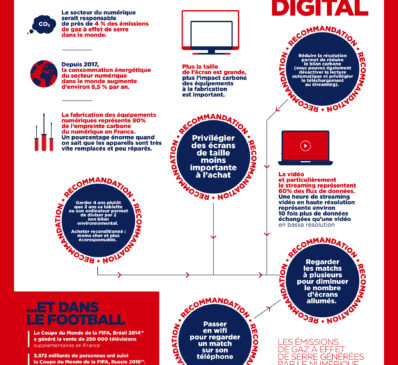 DIGITAL
CO₂
Le secteur du numérique
serait responsable
de près de 4 % des émissions
de gaz à effet de serre
dans le monde.
Depuis 2017,
la consommation énergétique
du secteur numérique
dans le monde augmente
d'environ 8,5 % par an.
La fabrication des équipements
numériques représente 80%
de l'empreinte carbone
du numérique en France.
Un pourcentage énorme quand
on sait que les appareils sont très
vite remplacés et peu réparés.
Plus la taille
de l'écran est grande,
plus l'impact carbone
des équipements
à la fabrication
est important.
RECOMMANDATION • RECOMMANDATION • RECOMMANDATION
Réduire la résolution
permet de réduire
le bilan carbone
(vous pouvez également
désactiver la lecture
automatique et privilégier
le téléchargement
au streaming).
RECOMMANDATION • RECOMMANDATION • RECOMMANDATION
Privilégier
des écrans
de taille
moins
importante
à l'achat
La vidéo
et particulièrement
le streaming représentent
60% des flux de données.
Une heure de streaming
vidéo en haute résolution
représente environ
10 fois plus de données
échangées qu'une vidéo
en basse résolution
RECOMMANDATION • RECOMMANDATION • RECOMMANDATION
Garder 4 ans plutôt
que 2 ans sa tablette
ou son ordinateur permet
de diviser par 2
son bilan
environnemental.
Acheter reconditionné :
moins cher et plus
écoresponsable.
RECOMMANDATION • RECOMMANDATION • RECOMMANDATION
Regarder
les matchs
à plusieurs
pour diminuer
le nombre
d'écrans
allumés.
RECOMMANDATION
Passer
en wifi
pour regarder
un match
sur son
téléphone
...ET DANS
LE FOOTBALL
La Coupe du Monde de la FIFA, Brésil 2014
a généré la vente de 250 000 télévisions
supplémentaires en France
3,572 milliards de personnes ont suivi
la Coupe du Monde de la FIFA, Russie 2018
LES ÉMISSIONS
DE GAZ À EFFET
DE SERRE GÉNÉRÉES
PAR LE NUMÉRIQUE